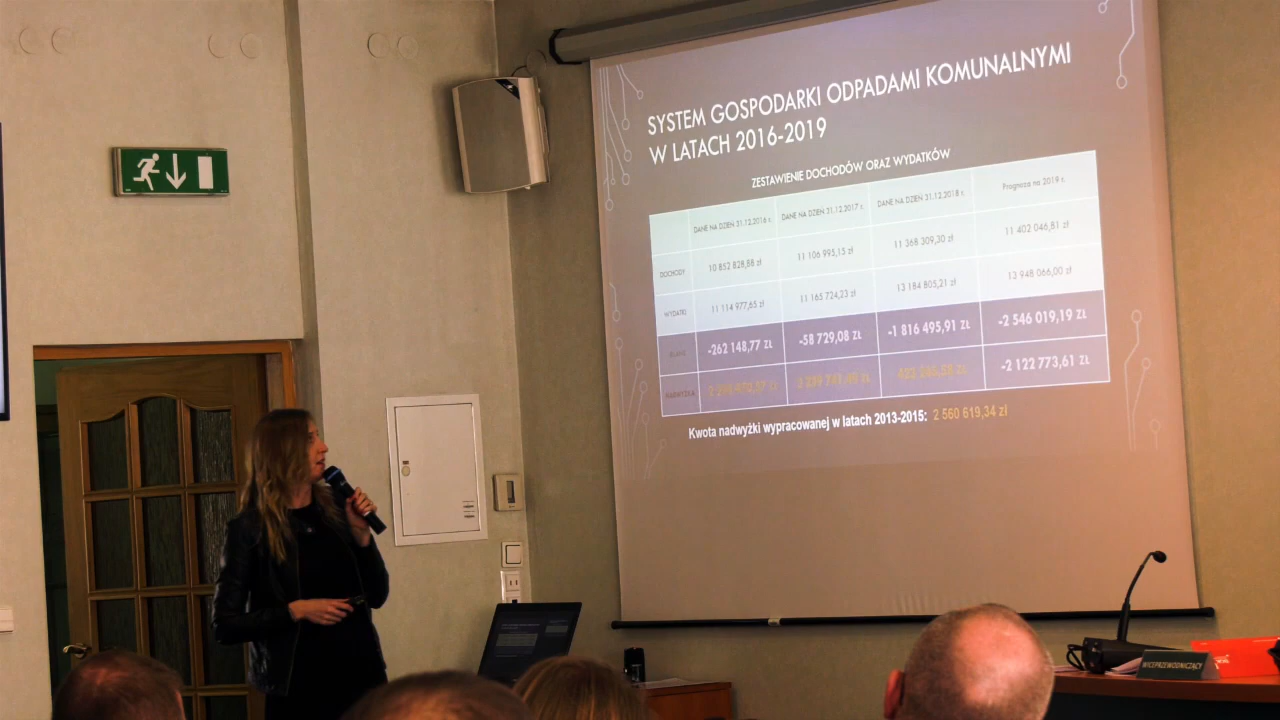 SYSTEM GOSPODARKI ODPADAMI KOMUNALNYMI
W LATACH 2016-2019
ZESTAWIENIE DOCHODÓW ORAZ WYDATKÓW
DANE NA DZIEŃ 31.12.2016 r. DANE NA DZIEŃ 31.12.2017 r. DANE NA DZIEŃ 31.12.2018 r. Prognoza na 2019 r.
DOCHODY 10 852 828,88 zł 11 106 995,15 zł 11 368 309,30 zł 11 402 046,81 zł
WYDATKI 11 114 977,65 zł 11 165 724,23 zł 13 184 805,21 zł 13 948 066,00 zł
BILANS -262 148,77 ZŁ -58 729,08 ZŁ -1 816 495,91 ZŁ -2 546 019,19 ZŁ
NADWYŻKA -2 122 773,61 ZŁ
Kwota nadwyżki wypracowanej w latach 2013-2015: 2 560 619,34 zł
WICEPRZEWODNICZĄCY